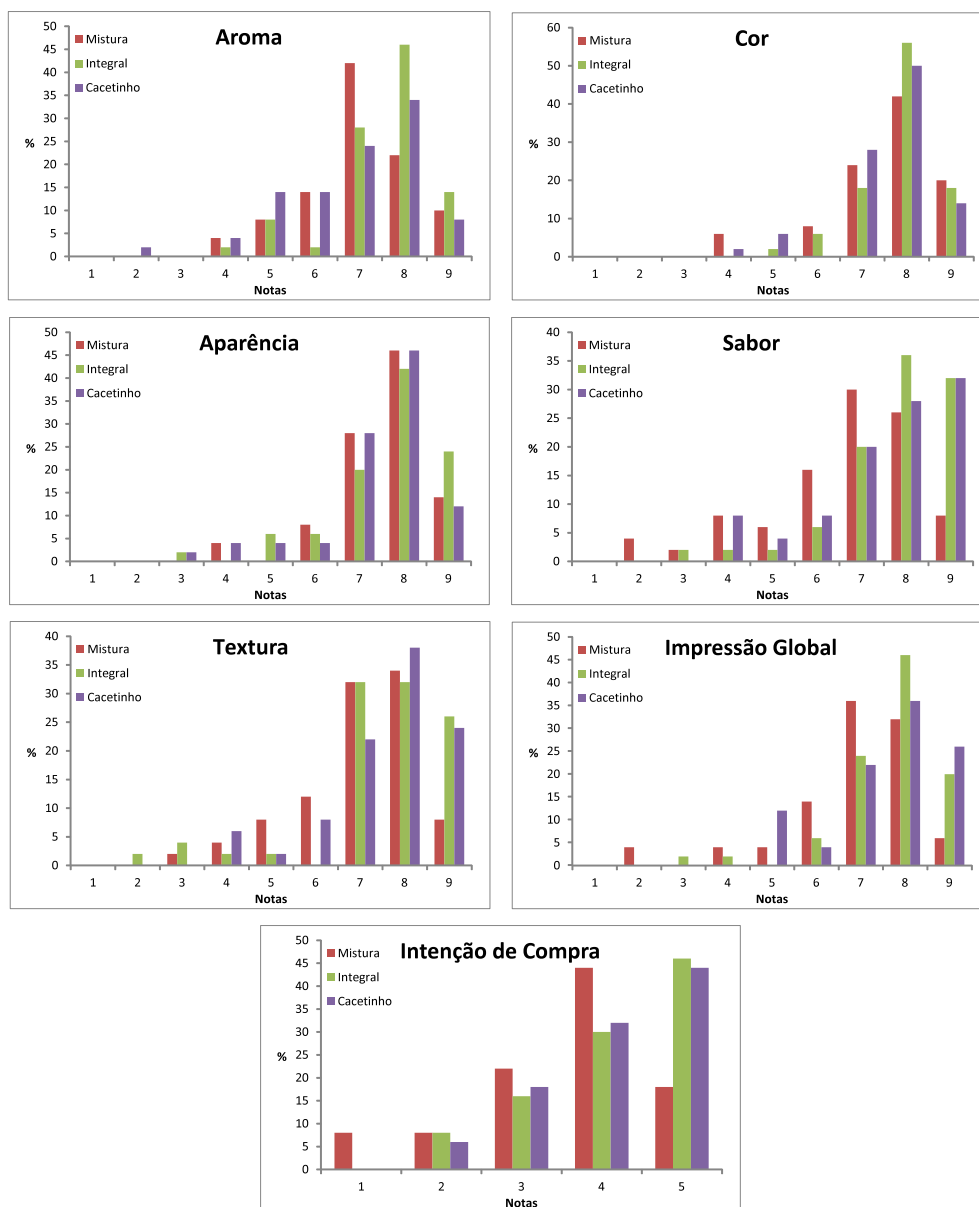 Aroma
Mistura
Integral
Cacetinho
%
50
45
40
35
30
25
20
15
10
5
0
1 2 3 4 5 6 7 8 9
Notas
Cor
Mistura
Integral
Cacetinho
%
60
50
40
30
20
10
0
1 2 3 4 5 6 7 8 9
Notas
Aparência
Mistura
Integral
Cacetinho
%
50
45
40
35
30
25
20
15
10
5
0
1 2 3 4 5 6 7 8 9
Notas
Sabor
Mistura
Integral
Cacetinho
%
40
35
30
25
20
15
10
5
0
1 2 3 4 5 6 7 8 9
Notas
Textura
Mistura
Integral
Cacetinho
%
40
35
30
25
20
15
10
5
0
1 2 3 4 5 6 7 8 9
Notas
Impressão Global
Mistura
Integral
Cacetinho
%
50
45
40
35
30
25
20
15
10
5
0
1 2 3 4 5 6 7 8 9
Notas
Intenção de Compra
Mistura
Integral
Cacetinho
%
50
45
40
35
30
25
20
15
10
5
0
1 2 3 4 5
Notas